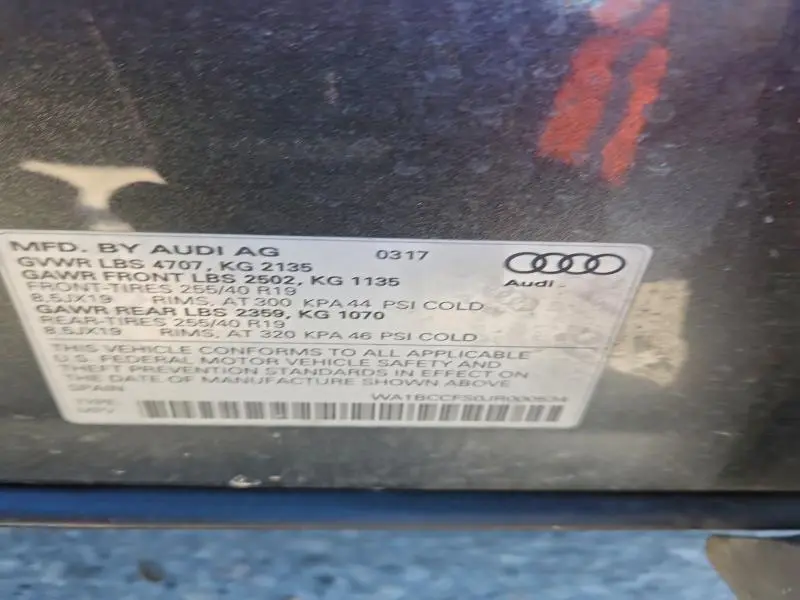 MFD. BY AUDI AG 0317
GVWR LBS 4707, KG 2135
GAWR FRONT LBS 2502, KG 1135
FRONT-TIRES 255/40 R19
8.5JX19 RIMS, AT 300 KPA 44 PSI COLD
GAWR REAR LBS 2359, KG 1070
REAR-TIRES 255/40 R19
8.5JX19 RIMS, AT 320 KPA 46 PSI COLD
Audi
THIS VEHICLE CONFORMS TO ALL APPLICABLE
U.S. FEDERAL MOTOR VEHICLE SAFETY AND
THEFT PREVENTION STANDARDS IN EFFECT ON
THE DATE OF MANUFACTURE SHOWN ABOVE
SPAIN
TYPE